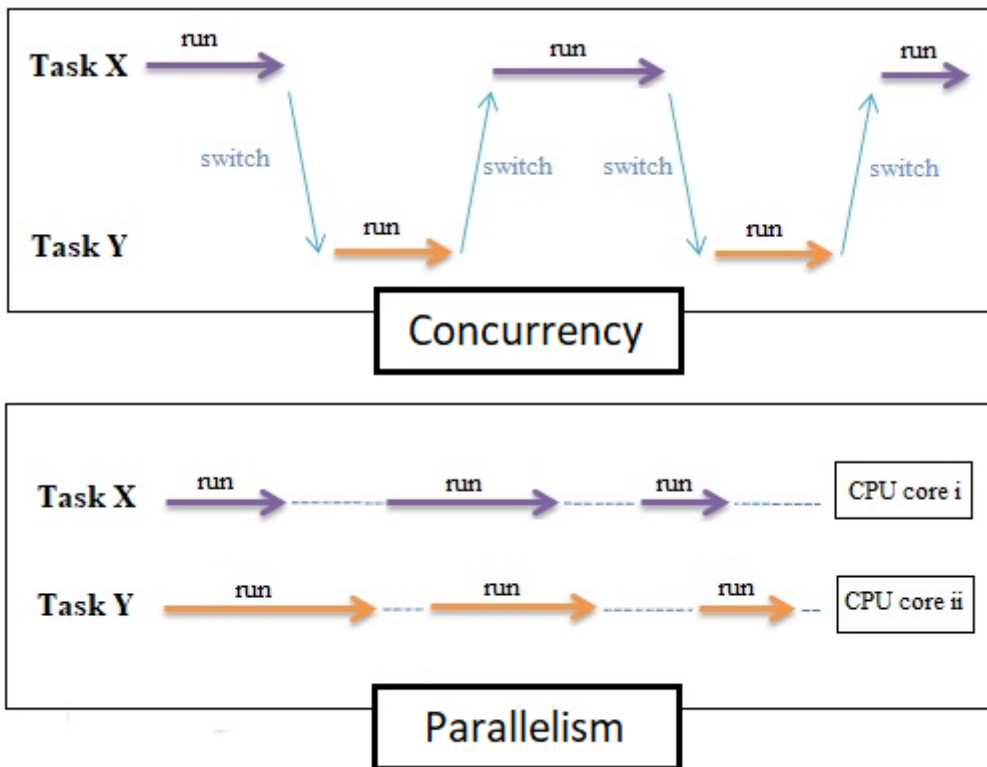 run run run
Task X
switch switch switch switch
run run
Task Y
Concurrency
run run run
Task X CPU core i
run run run
Task Y CPU core ii
Parallelism